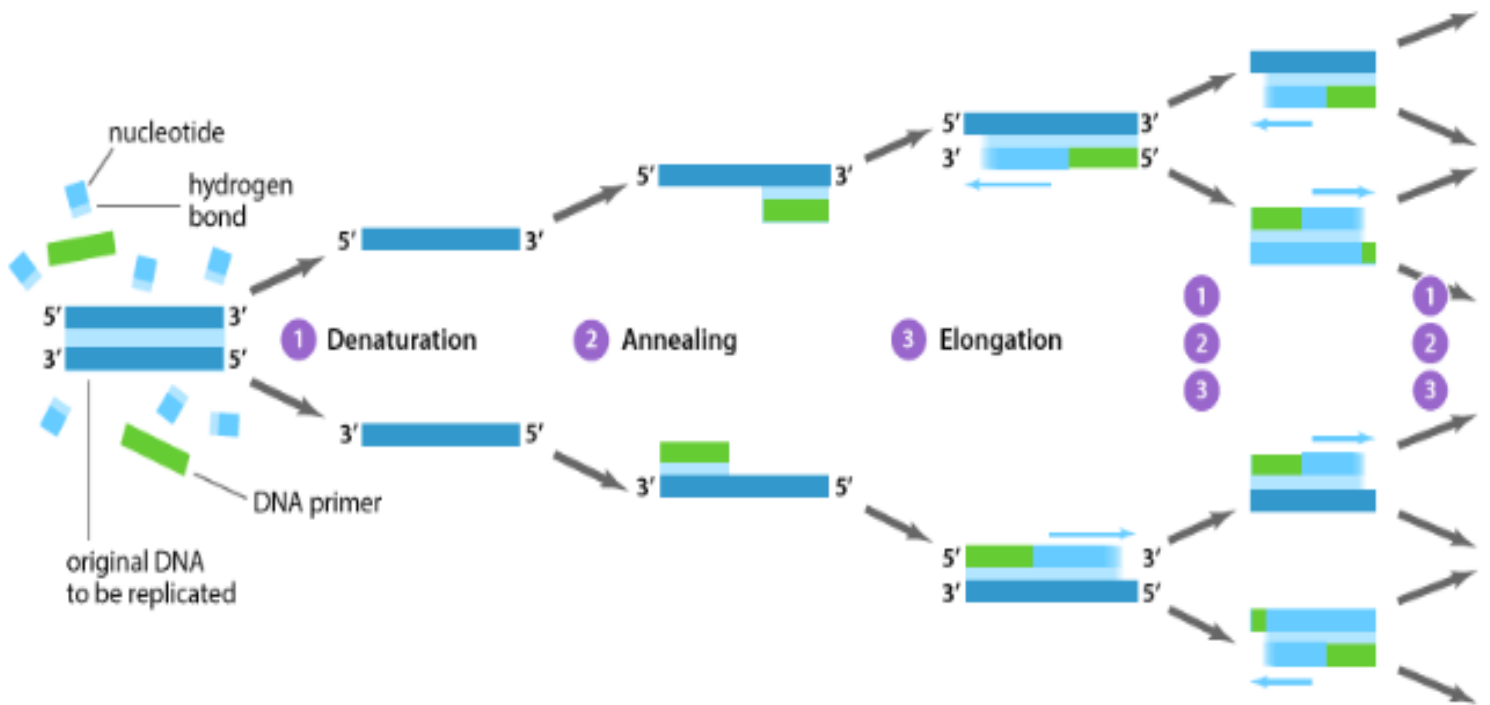 nucleotide
hydrogen
bond
5′ 3′
3′ 5′
original DNA
to be replicated
DNA primer
1 Denaturation
5′ 3′
3′ 5′
2 Annealing
5′ 3′
3′ 5′
3 Elongation
5′ 3′
3′ 5′
5′ 3′
3′ 5′
1
2
3
1
2
3